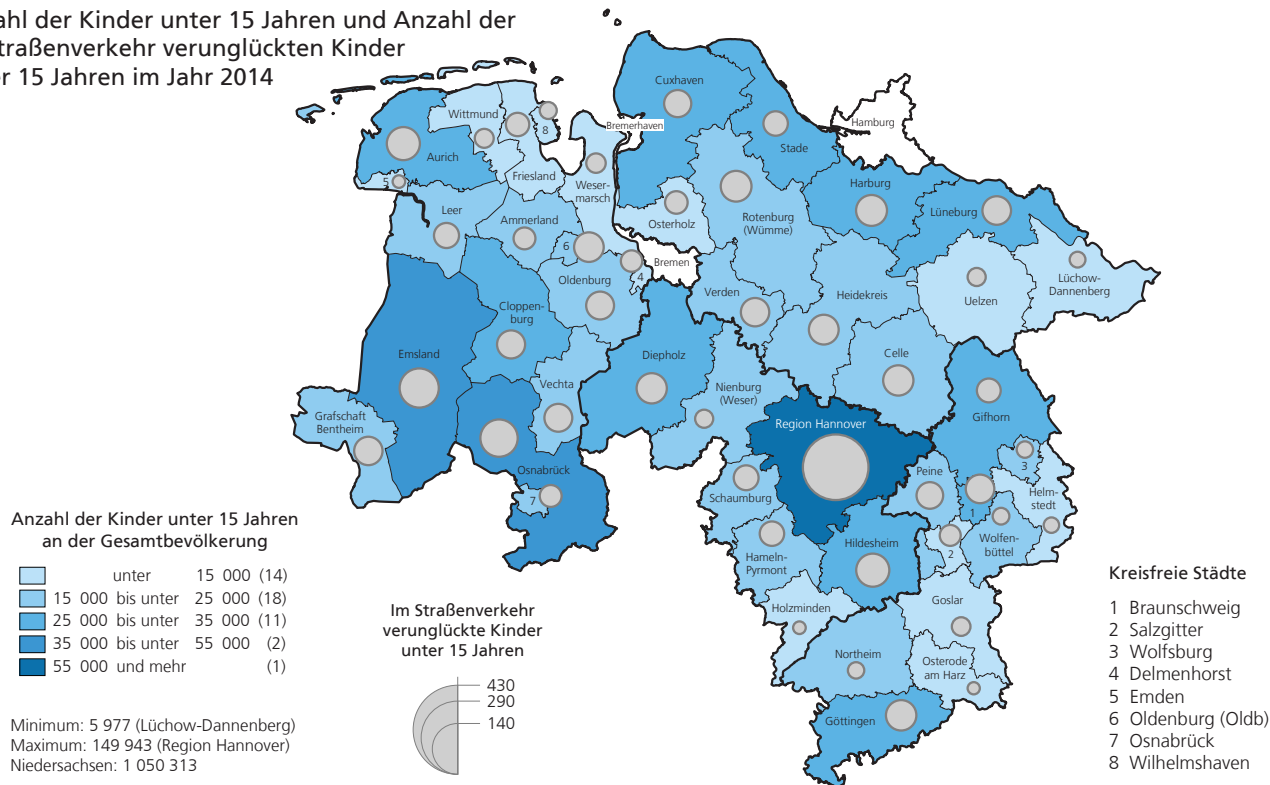 ahl der Kinder unter 15 Jahren und Anzahl der
Straßenverkehr verunglückten Kinder
er 15 Jahren im Jahr 2014
Cuxhaven
Wittmund
Bremerhaven
Hamburg
8
Stade
Aurich
Friesland
5
Weser-
marsch
Harburg
Leer
Ammerland
Osterholz
Rotenburg
(Wümme)
Lüneburg
6
Bremen
4
Oldenburg
Verden
Heidekreis
Uelzen
Lüchow-
Dannenberg
Cloppen-
burg
Emsland
Diepholz
Celle
Vechta
Nienburg
(Weser)
Gifhorn
Grafschaft
Bentheim
Region Hannover
3
Osnabrück
Peine
Helm-
stedt
7
Schaumburg
1
Wolfen-
büttel
Hameln-
Pyrmont
Hildesheim
2
Holzminden
Goslar
Northeim
Osterode
am Harz
Göttingen
Anzahl der Kinder unter 15 Jahren
an der Gesamtbevölkerung
unter 15 000 (14)
15 000 bis unter 25 000 (18)
25 000 bis unter 35 000 (11)
35 000 bis unter 55 000 (2)
55 000 und mehr (1)
Minimum: 5 977 (Lüchow-Dannenberg)
Maximum: 149 943 (Region Hannover)
Niedersachsen: 1 050 313
Im Straßenverkehr
verunglückte Kinder
unter 15 Jahren
430
290
140
Kreisfreie Städte
1 Braunschweig
2 Salzgitter
3 Wolfsburg
4 Delmenhorst
5 Emden
6 Oldenburg (Oldb)
7 Osnabrück
8 Wilhelmshaven